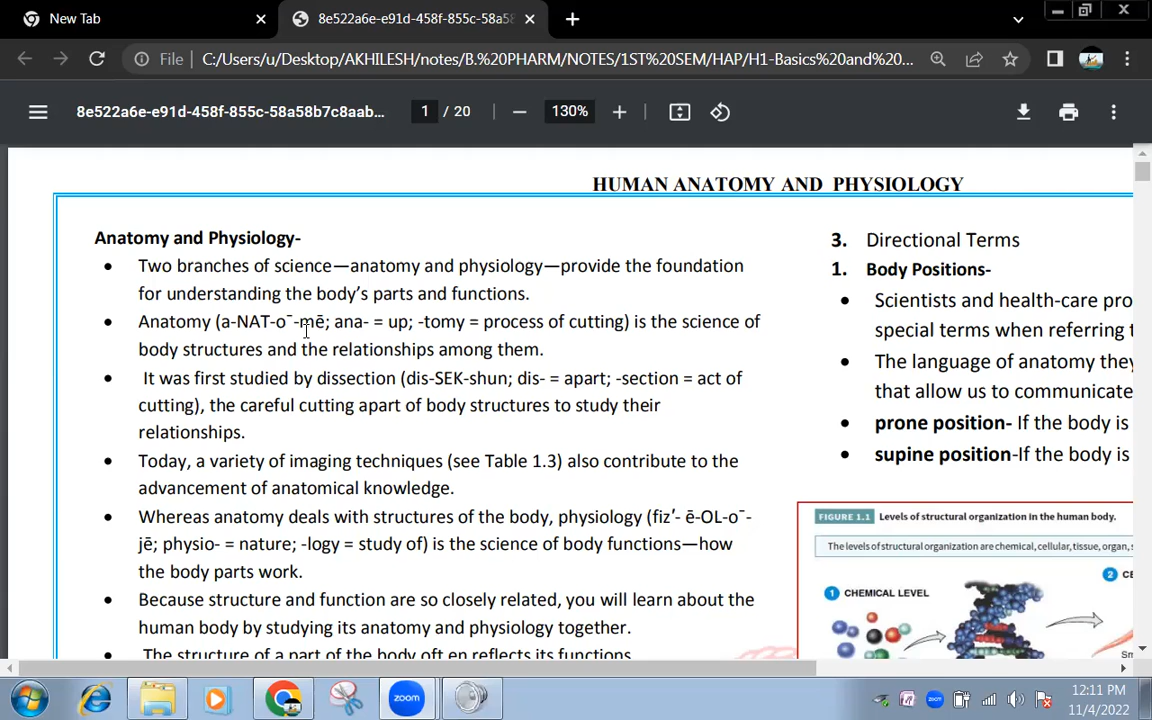 New Tab
8e522a6e-e91d-458f-855c-58a5
File C:/Users/u/Desktop/AKHILESH/notes/B.%20PHARM/NOTES/1ST%20SEM/HAP/H1-Basics%20and%20...
8e522a6e-e91d-458f-855c-58a58b7c8aab... 1 / 20 130%
HUMAN ANATOMY AND PHYSIOLOGY
Anatomy and Physiology-
• Two branches of science—anatomy and physiology—provide the foundation
for understanding the body's parts and functions.
• Anatomy (a-NAT-o¯-mē; ana- = up; -tomy = process of cutting) is the science of
body structures and the relationships among them.
• It was first studied by dissection (dis-SEK-shun; dis- = apart; -section = act of
cutting), the careful cutting apart of body structures to study their
relationships.
• Today, a variety of imaging techniques (see Table 1.3) also contribute to the
advancement of anatomical knowledge.
• Whereas anatomy deals with structures of the body, physiology (fiz′- ē-OL-o¯-
jē; physio- = nature; -logy = study of) is the science of body functions—how
the body parts work.
• Because structure and function are so closely related, you will learn about the
human body by studying its anatomy and physiology together.
• The structure of a part of the body oft en reflects its functions
3. Directional Terms
1. Body Positions-
• Scientists and health-care pro
special terms when referring t
• The language of anatomy they
that allow us to communicate
• prone position- If the body is
• supine position-If the body is
FIGURE 1.1 Levels of structural organization in the human body.
The levels of structural organization are chemical, cellular, tissue, organ, s
2 CE
1 CHEMICAL LEVEL
Sm
zoom
12:11 PM
11/4/2022